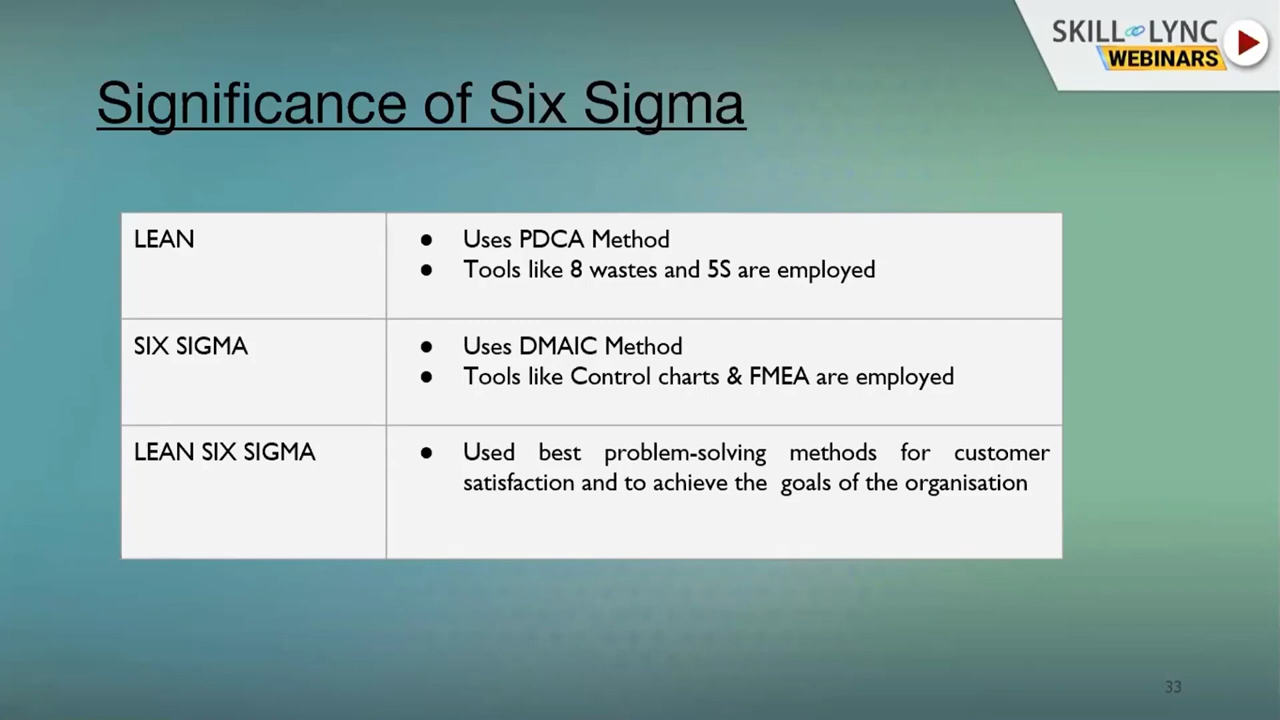 SKILL LYNC
WEBINARS
Significance of Six Sigma
LEAN
● Uses PDCA Method
● Tools like 8 wastes and 5S are employed
SIX SIGMA
● Uses DMAIC Method
● Tools like Control charts & FMEA are employed
LEAN SIX SIGMA
● Used best problem-solving methods for customer
satisfaction and to achieve the goals of the organisation
33